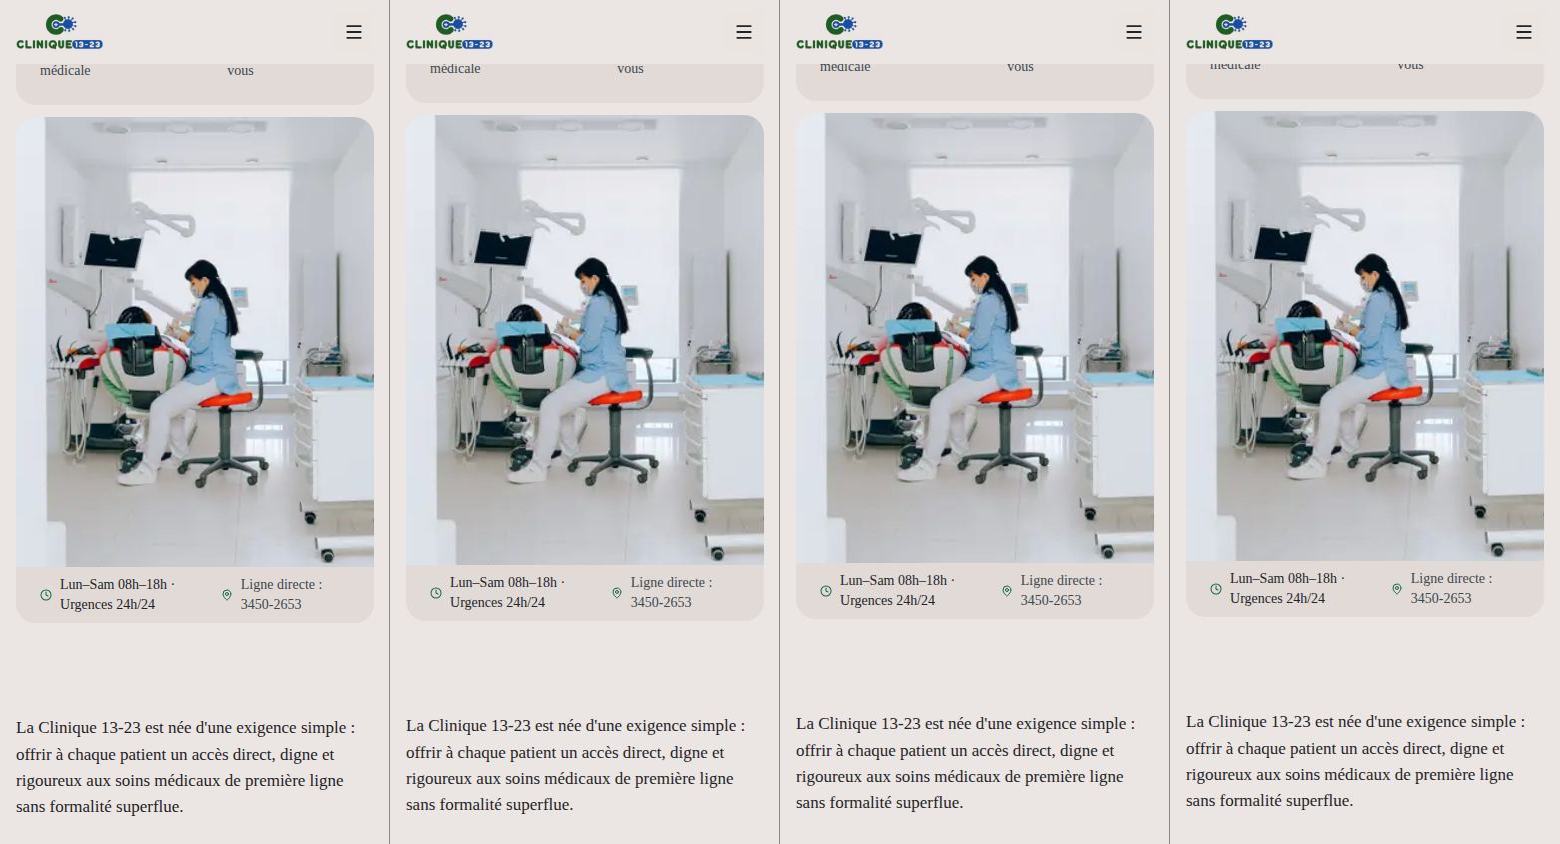 CLINIQUE 13-23
médicale
vous
Lun–Sam 08h–18h ·
Urgences 24h/24
Ligne directe :
3450-2653
La Clinique 13-23 est née d'une exigence simple :
offrir à chaque patient un accès direct, digne et
rigoureux aux soins médicaux de première ligne
sans formalité superflue.
CLINIQUE 13-23
médicale
vous
Lun–Sam 08h–18h ·
Urgences 24h/24
Ligne directe :
3450-2653
La Clinique 13-23 est née d'une exigence simple :
offrir à chaque patient un accès direct, digne et
rigoureux aux soins médicaux de première ligne
sans formalité superflue.
CLINIQUE 13-23
médicale
vous
Lun–Sam 08h–18h ·
Urgences 24h/24
Ligne directe :
3450-2653
La Clinique 13-23 est née d'une exigence simple :
offrir à chaque patient un accès direct, digne et
rigoureux aux soins médicaux de première ligne
sans formalité superflue.
CLINIQUE 13-23
médicale
vous
Lun–Sam 08h–18h ·
Urgences 24h/24
Ligne directe :
3450-2653
La Clinique 13-23 est née d'une exigence simple :
offrir à chaque patient un accès direct, digne et
rigoureux aux soins médicaux de première ligne
sans formalité superflue.